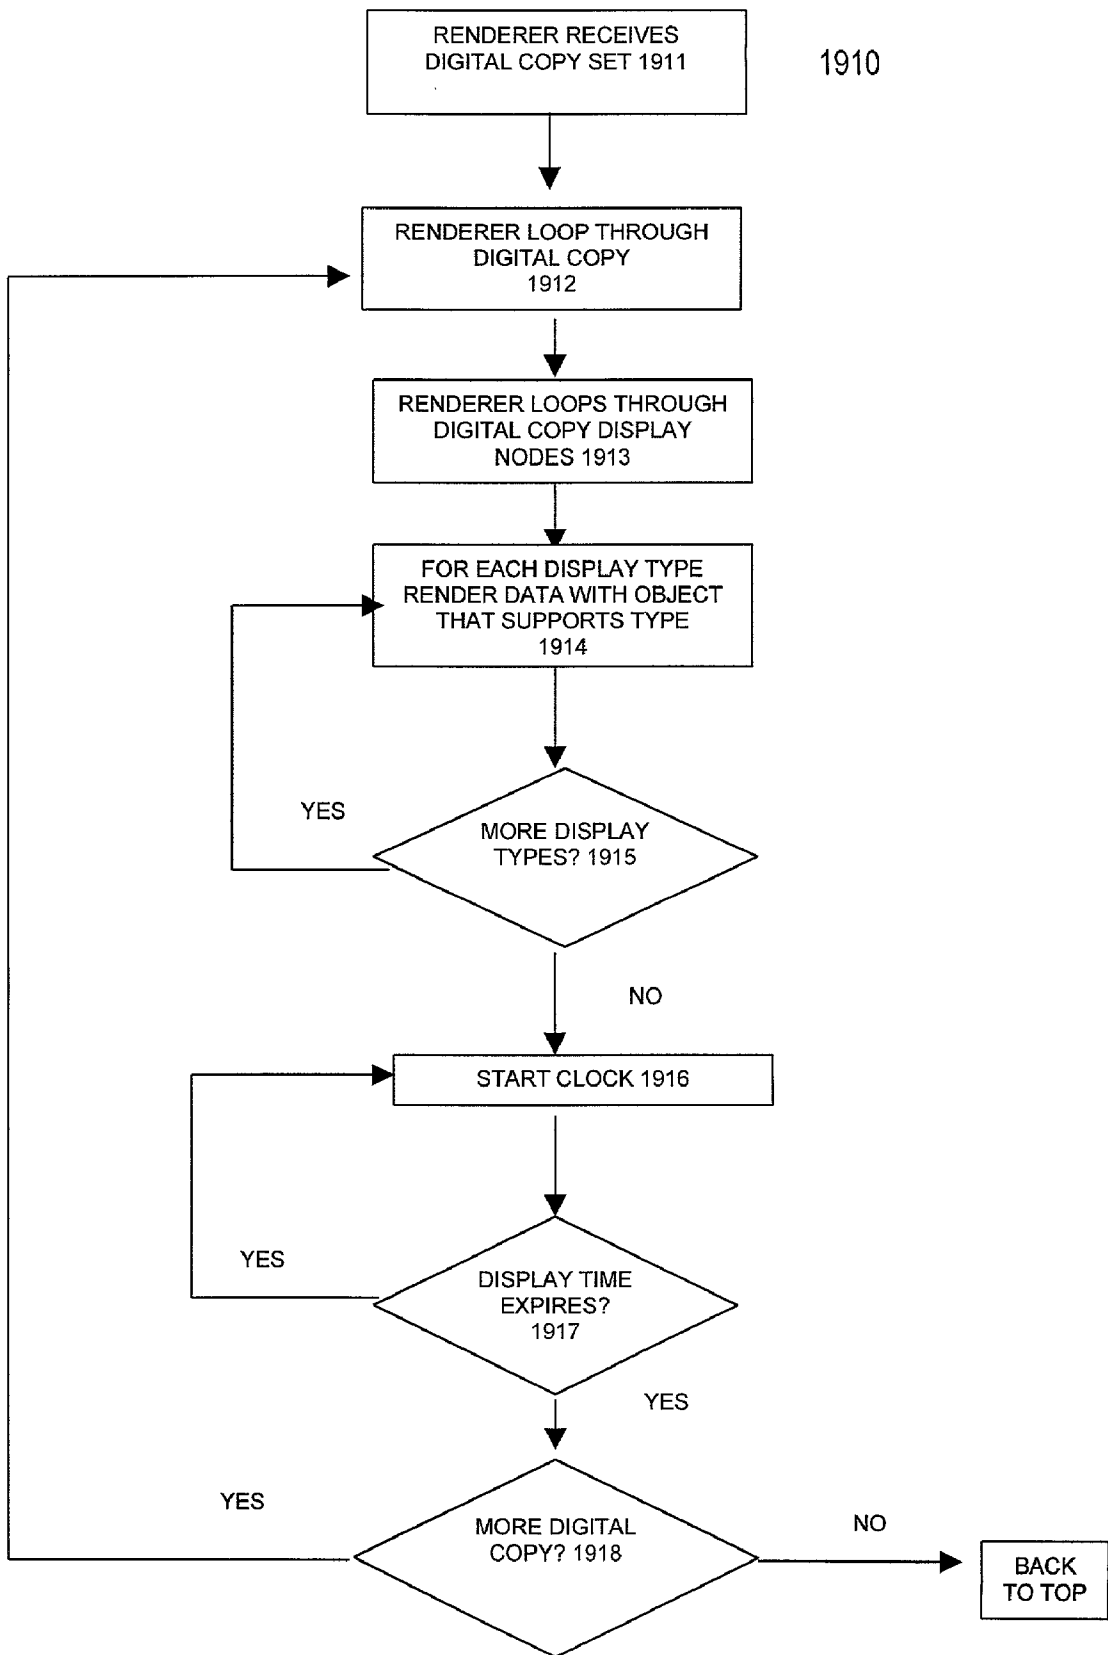 RENDERER RECEIVES
DIGITAL COPY SET 1911
1910
RENDERER LOOP THROUGH
DIGITAL COPY
1912
RENDERER LOOPS THROUGH
DIGITAL COPY DISPLAY
NODES 1913
FOR EACH DISPLAY TYPE
RENDER DATA WITH OBJECT
THAT SUPPORTS TYPE
1914
YES
MORE DISPLAY
TYPES? 1915
NO
START CLOCK 1916
YES
DISPLAY TIME
EXPIRES?
1917
YES
YES
MORE DIGITAL
COPY? 1918
NO
BACK
TO TOP